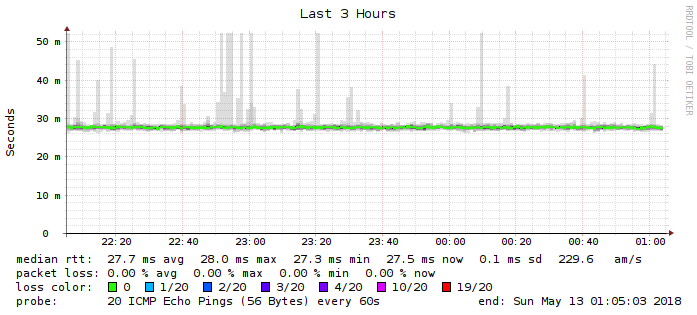 Last 3 Hours
RRDTOOL / TOBI OETIKER
Seconds
50 m
40 m
30 m
20 m
10 m
0
22:20 22:40 23:00 23:20 23:40 00:00 00:20 00:40 01:00
median rtt: 27.7 ms avg 28.0 ms max 27.3 ms min 27.5 ms now 0.1 ms sd 229.6 am/s
packet loss: 0.00 % avg 0.00 % max 0.00 % min 0.00 % now
loss color: 0 1/20 2/20 3/20 4/20 10/20 19/20
probe: 20 ICMP Echo Pings (56 Bytes) every 60s end: Sun May 13 01:05:03 2018